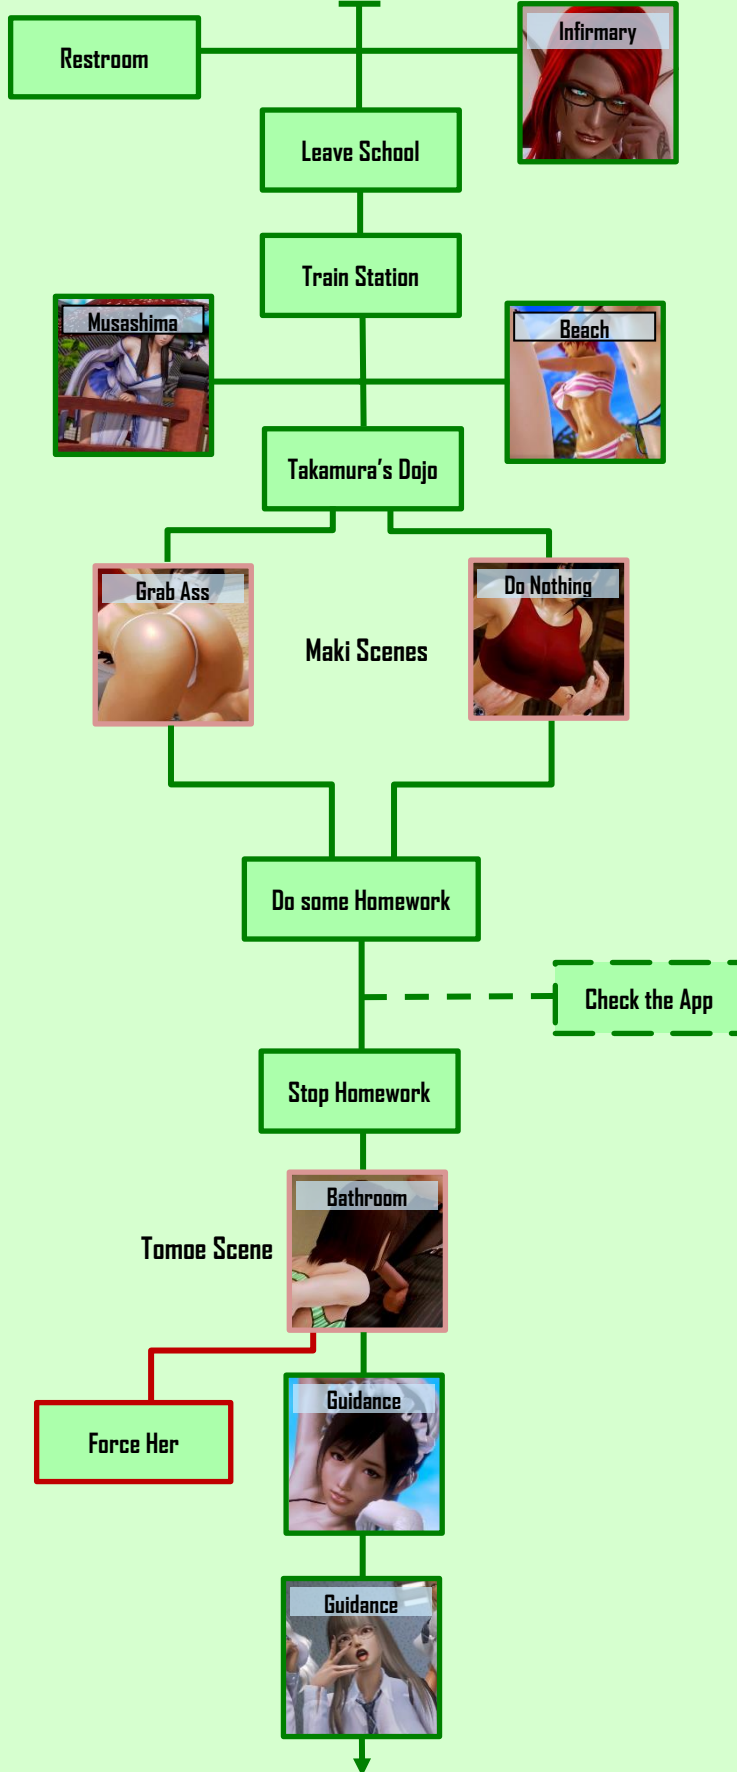 Restroom
Infirmary
Leave School
Train Station
Musashima
Beach
Takamura's Dojo
Grab Ass
Do Nothing
Maki Scenes
Do some Homework
Check the App
Stop Homework
Bathroom
Tomoe Scene
Guidance
Force Her
Guidance